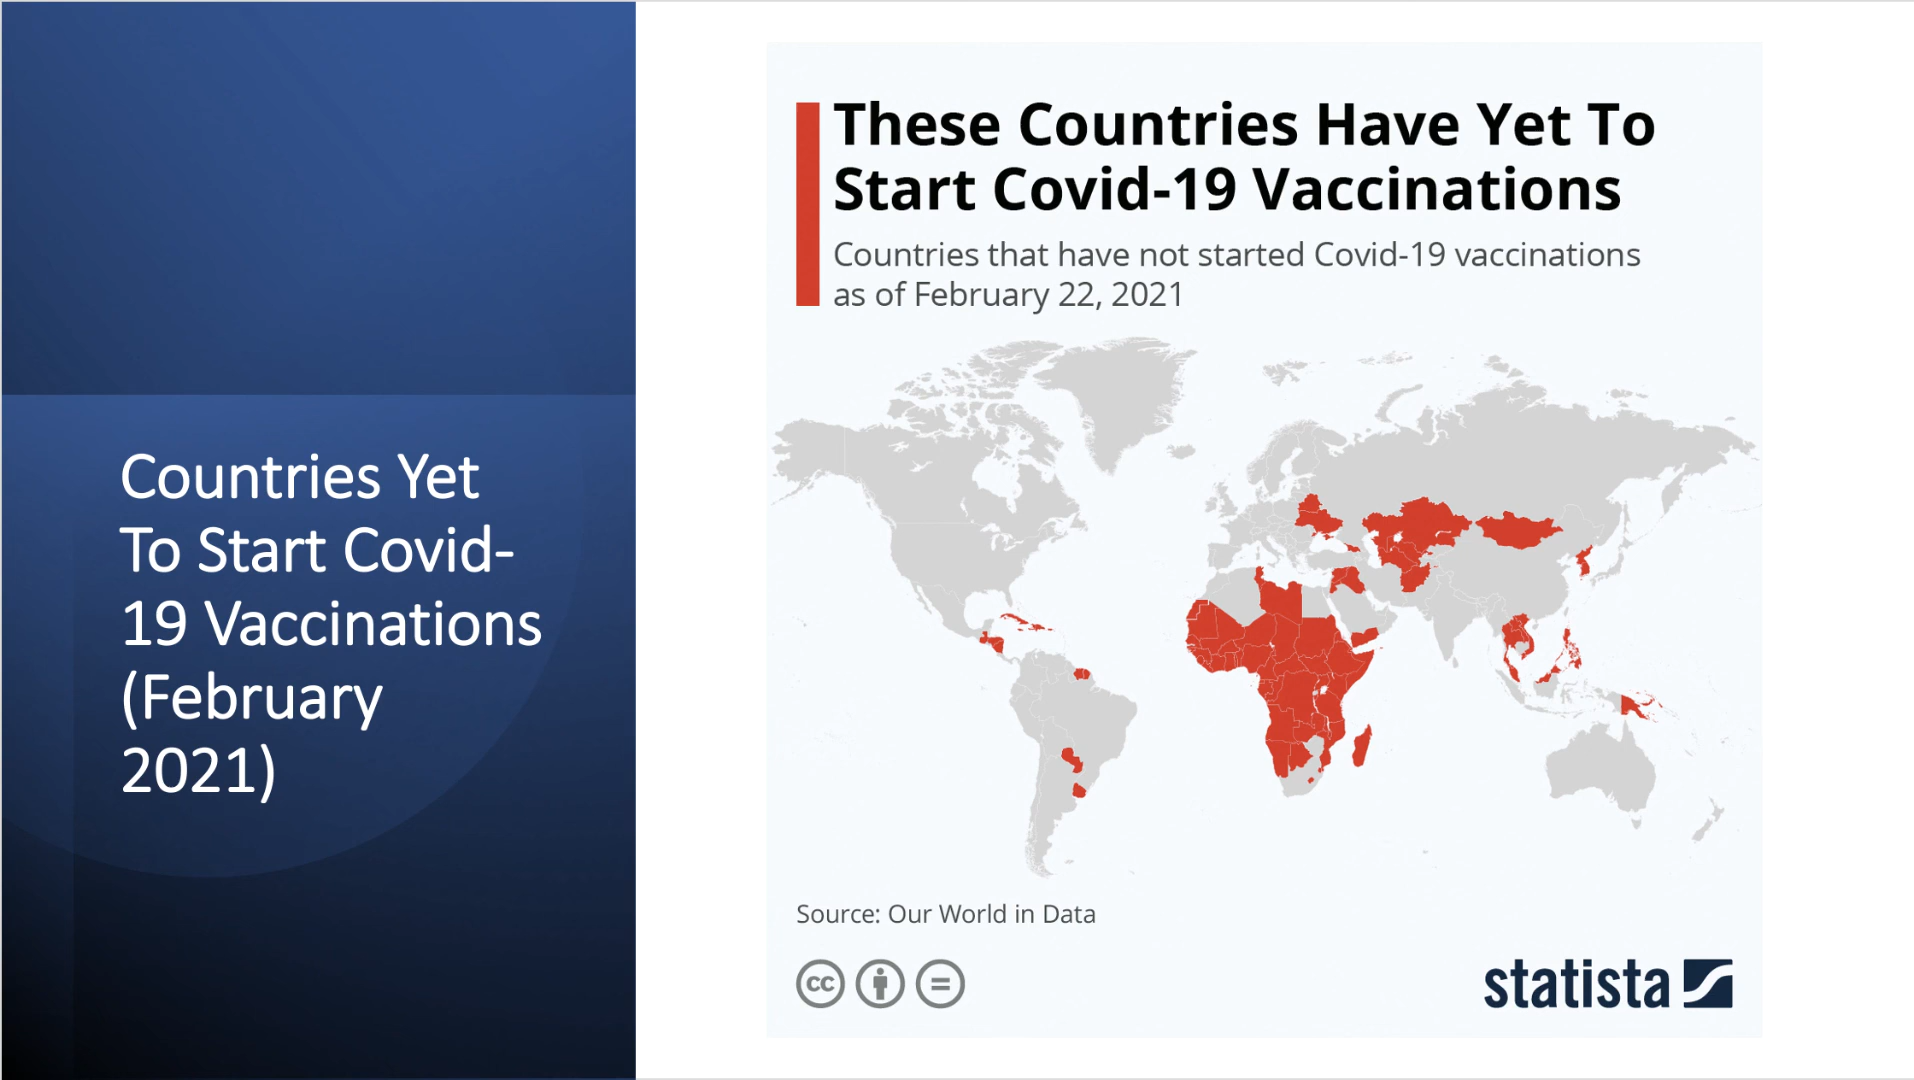 Countries Yet
To Start Covid-
19 Vaccinations
(February
2021)
These Countries Have Yet To
Start Covid-19 Vaccinations
Countries that have not started Covid-19 vaccinations
as of February 22, 2021
Source: Our World in Data
cc
statista